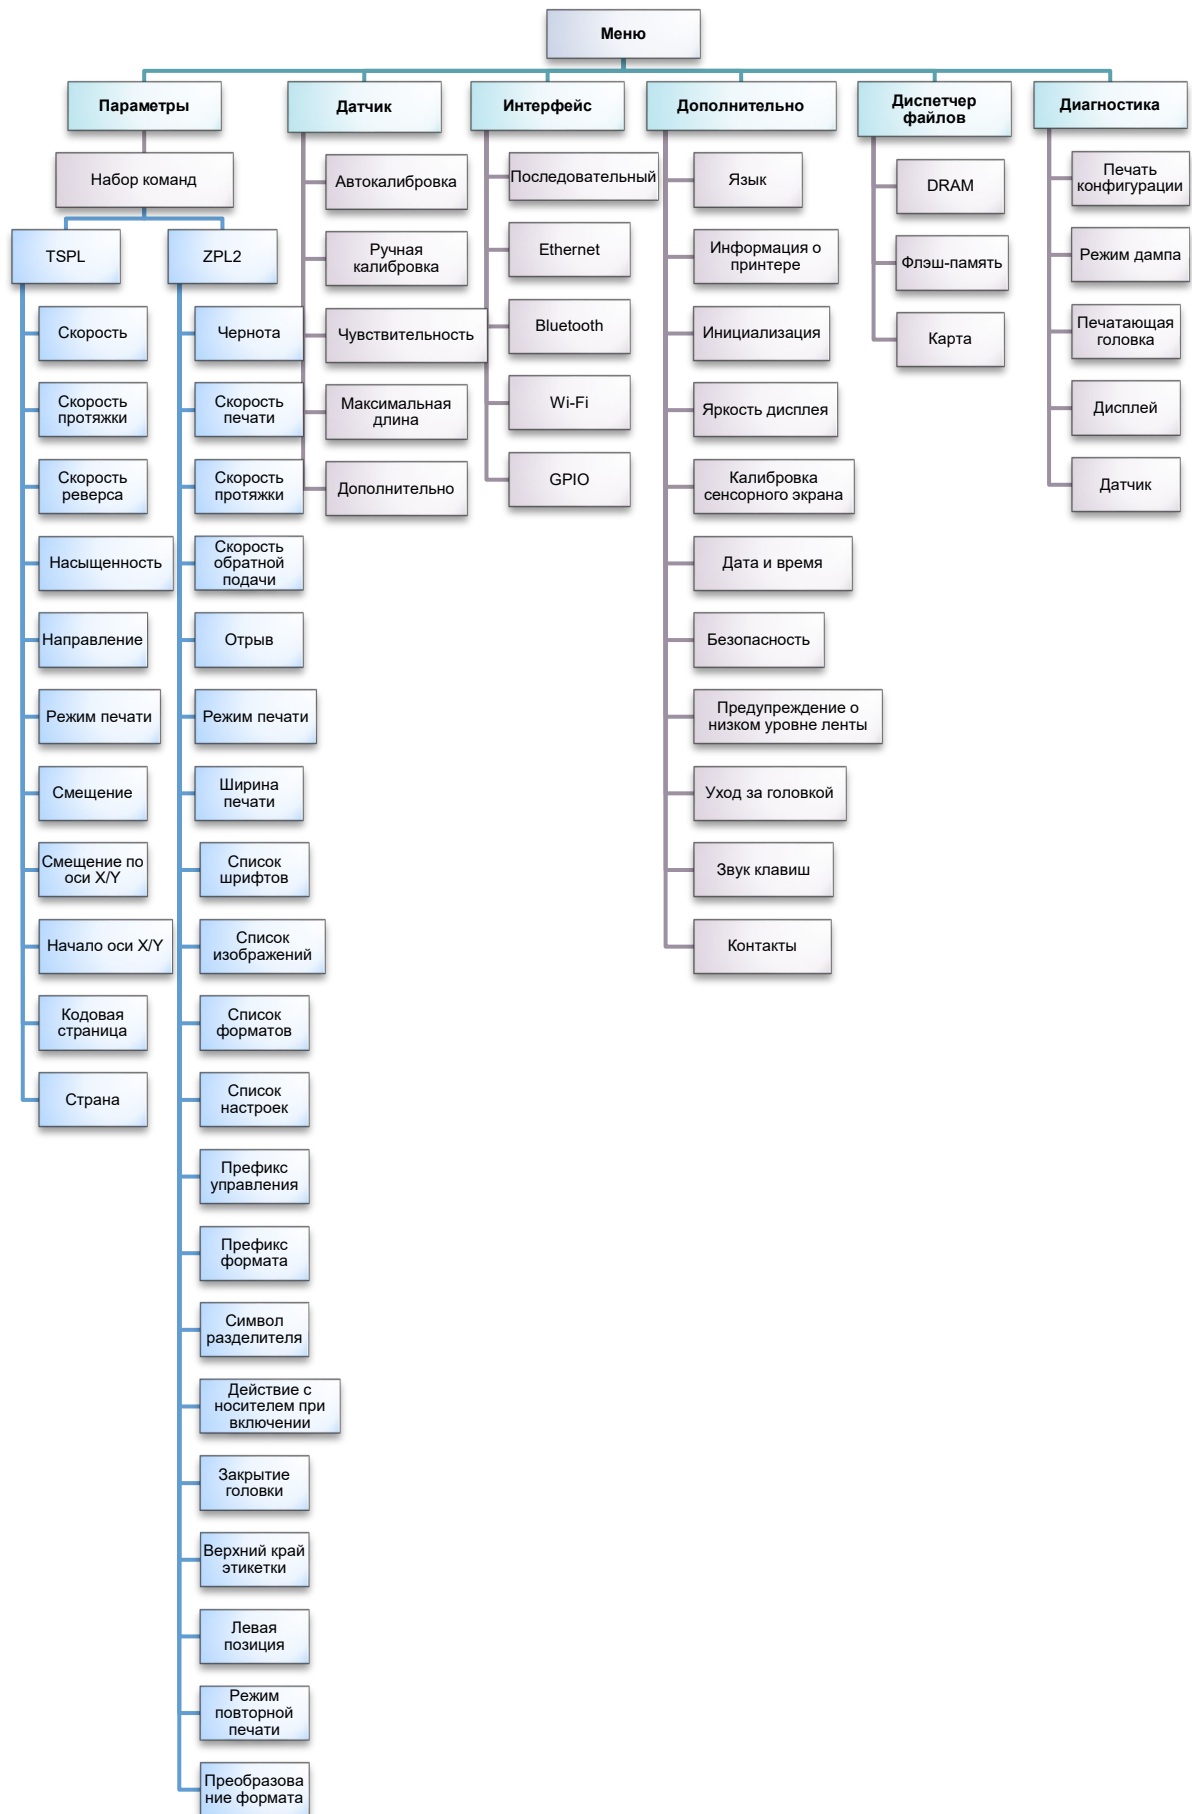 Меню
Параметры
Набор команд
TSPL
Скорость
Скорость
протяжки
Скорость
реверса
Насыщенность
Направление
Режим печати
Смещение
Смещение по
оси X/Y
Начало оси X/Y
Кодовая
страница
Страна
ZPL2
Чернота
Скорость
печати
Скорость
протяжки
Скорость
обратной
подачи
Отрыв
Режим печати
Ширина
печати
Список
шрифтов
Список
изображений
Список
форматов
Список
настроек
Префикс
управления
Префикс
формата
Символ
разделителя
Действие с
носителем при
включении
Закрытие
головки
Верхний край
этикетки
Левая
позиция
Режим
повторной
печати
Преобразова
ние формата
Датчик
Автокалибровка
Ручная
калибровка
Чувствительность
Максимальная
длина
Дополнительно
Интерфейс
Последовательный
Ethernet
Bluetooth
Wi-Fi
GPIO
Дополнительно
Язык
Информация о
принтере
Инициализация
Яркость дисплея
Калибровка
сенсорного экрана
Дата и время
Безопасность
Предупреждение о
низком уровне ленты
Уход за головкой
Звук клавиш
Контакты
Диспетчер
файлов
DRAM
Флэш-память
Карта
Диагностика
Печать
конфигурации
Режим дампа
Печатающая
головка
Дисплей
Датчик